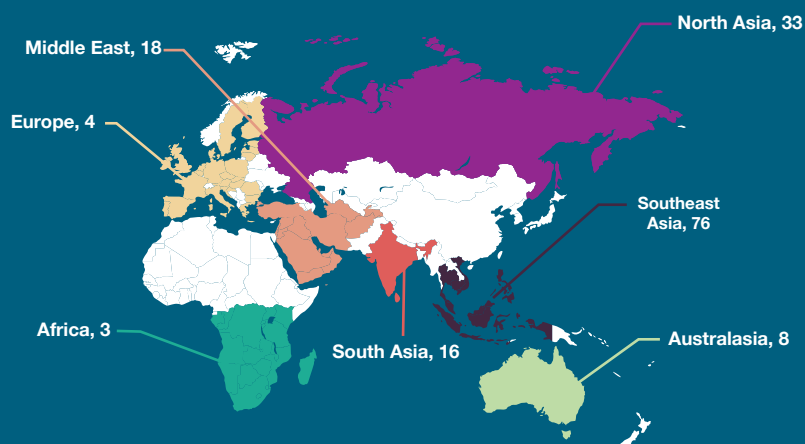 North Asia, 33
Middle East, 18
Europe, 4
Southeast
Asia, 76
Africa, 3
South Asia, 16
Australasia, 8